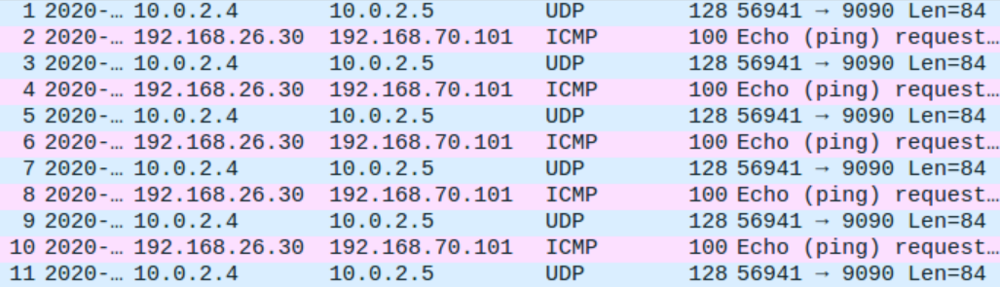 1 2020-… 10.0.2.4 10.0.2.5 UDP 128 56941 → 9090 Len=84
2 2020-… 192.168.26.30 192.168.70.101 ICMP 100 Echo (ping) request…
3 2020-… 10.0.2.4 10.0.2.5 UDP 128 56941 → 9090 Len=84
4 2020-… 192.168.26.30 192.168.70.101 ICMP 100 Echo (ping) request…
5 2020-… 10.0.2.4 10.0.2.5 UDP 128 56941 → 9090 Len=84
6 2020-… 192.168.26.30 192.168.70.101 ICMP 100 Echo (ping) request…
7 2020-… 10.0.2.4 10.0.2.5 UDP 128 56941 → 9090 Len=84
8 2020-… 192.168.26.30 192.168.70.101 ICMP 100 Echo (ping) request…
9 2020-… 10.0.2.4 10.0.2.5 UDP 128 56941 → 9090 Len=84
10 2020-… 192.168.26.30 192.168.70.101 ICMP 100 Echo (ping) request…
11 2020-… 10.0.2.4 10.0.2.5 UDP 128 56941 → 9090 Len=84